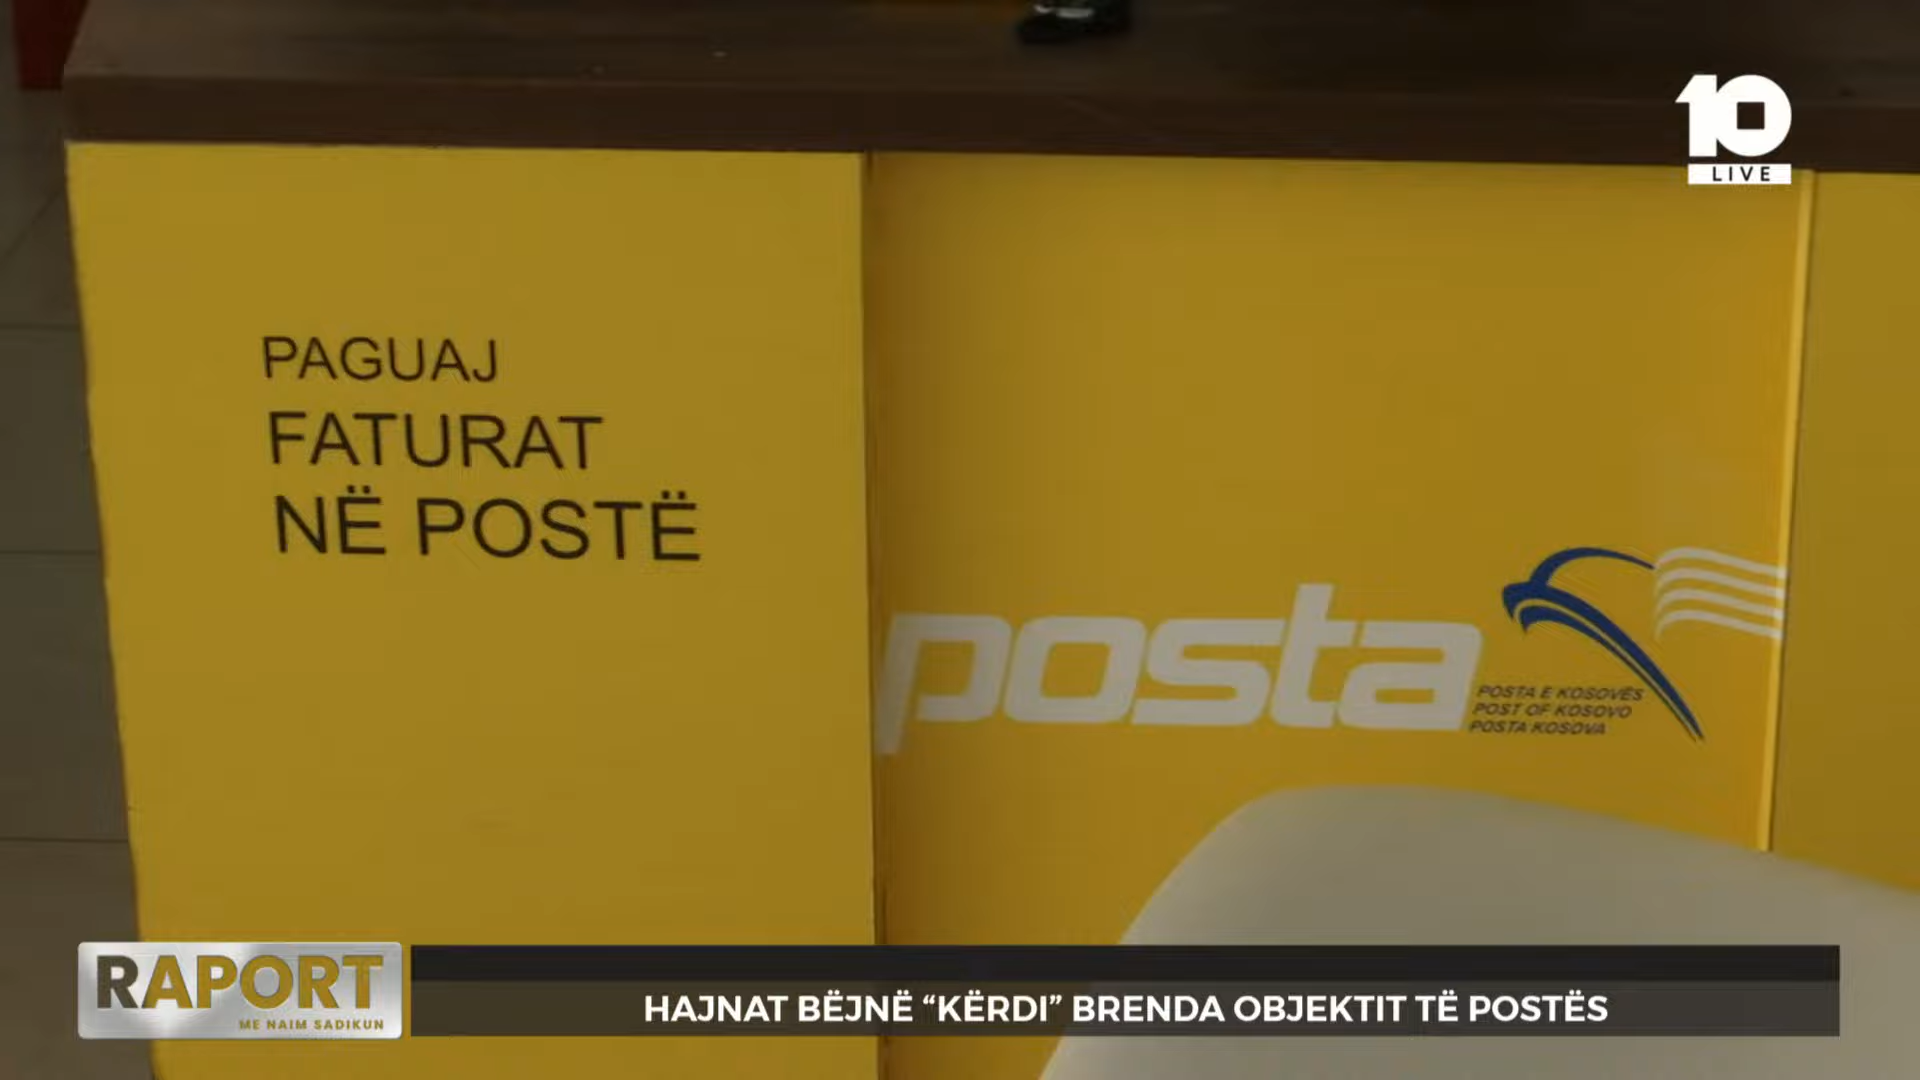 10
LIVE
PAGUAJ
FATURAT
NË POSTË
posta
POSTA E KOSOVËS
POST OF KOSOVO
POSTA KOSOVA
RAPORT
ME NAIM SADIKUN
HAJNAT BËJNË “KËRDI” BRENDA OBJEKTIT TË POSTËS